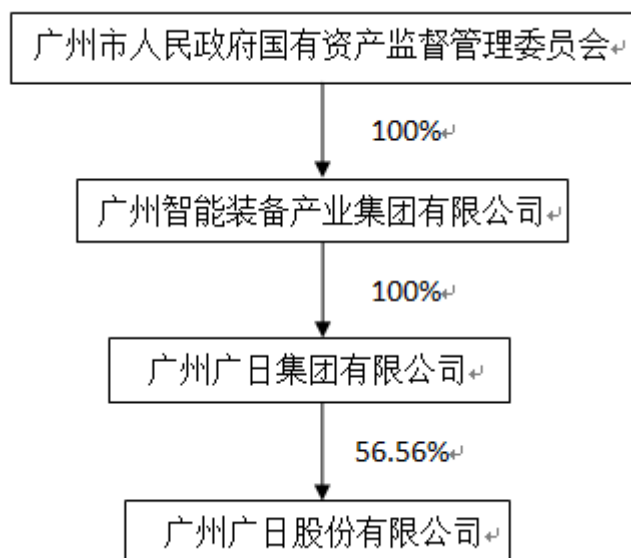 广州市人民政府国有资产监督管理委员会
100%
广州智能装备产业集团有限公司
100%
广州广日集团有限公司
56.56%
广州广日股份有限公司